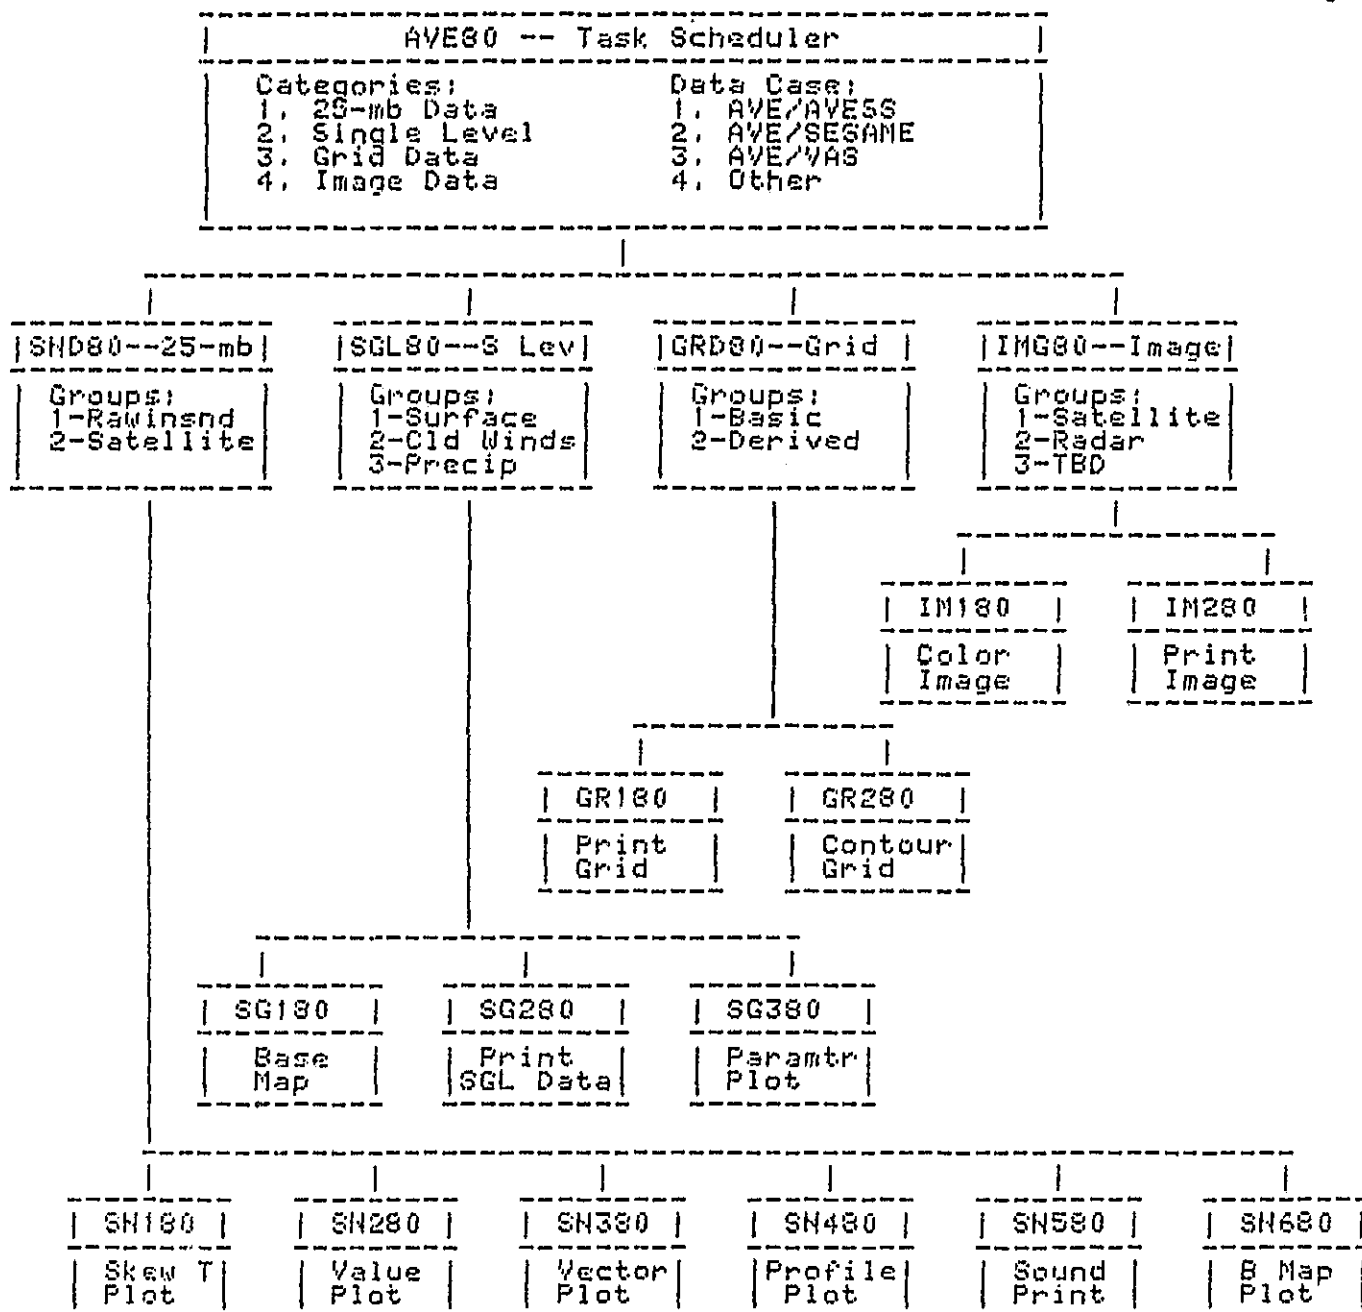 AVE80 -- Task Scheduler
Categories: Data Case:
1. 25-mb Data 1. AVE/AVESS
2. Single Level 2. AVE/SESAME
3. Grid Data 3. AVE/VAS
4. Image Data 4. Other
SND80--25-mb SGL80--S Lev GRD80--Grid IMG80--Image
Groups: Groups: Groups: Groups:
1-Rawinsnd 1-Surface 1-Basic 1-Satellite
2-Satellite 2-Cld Winds 2-Derived 2-Radar
3-Precip 3-TBD
IM180 IM280
Color Print
Image Image
GR180 GR280
Print Contour
Grid Grid
SG180 SG280 SG380
Base Print Paramtr
Map SGL Data Plot
SN180 SN280 SN380 SN480 SN580 SN680
Skew T Value Vector Profile Sound B Map
Plot Plot Plot Plot Print Plot